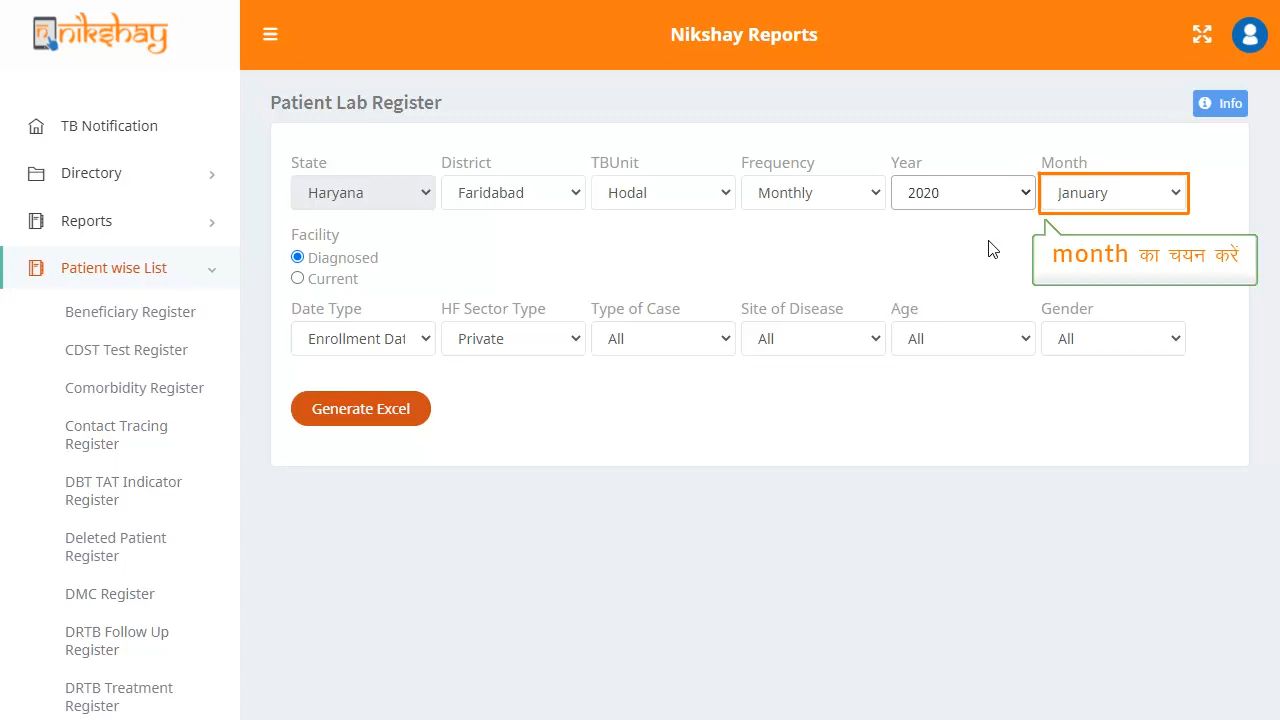 nikshay
Nikshay Reports
TB Notification
Directory
Reports
Patient wise List
Beneficiary Register
CDST Test Register
Comorbidity Register
Contact Tracing
Register
DBT TAT Indicator
Register
Deleted Patient
Register
DMC Register
DRTB Follow Up
Register
DRTB Treatment
Register
Patient Lab Register
Info
State District TBUnit Frequency Year Month
Haryana Faridabad Hodal Monthly 2020 January
month का चयन करें
Facility
Diagnosed
Current
Date Type HF Sector Type Type of Case Site of Disease Age Gender
Enrollment Dat Private All All All All
Generate Excel